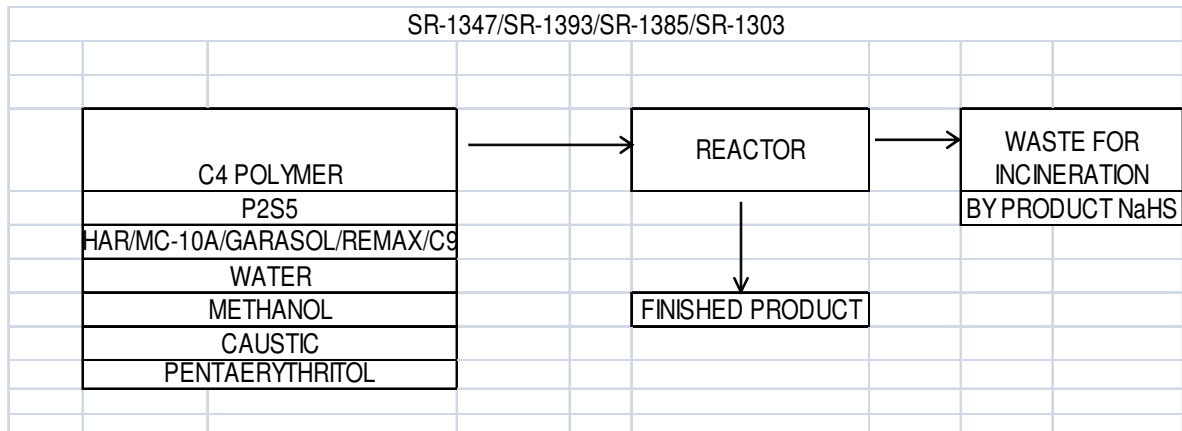 SR-1347/SR-1393/SR-1385/SR-1303
C4 POLYMER
P2S5
HAR/MC-10A/GARASOL/REMAX/C9
WATER
METHANOL
CAUSTIC
PENTAERYTHRITOL
REACTOR
FINISHED PRODUCT
WASTE FOR
INCINERATION
BY PRODUCT NaHS